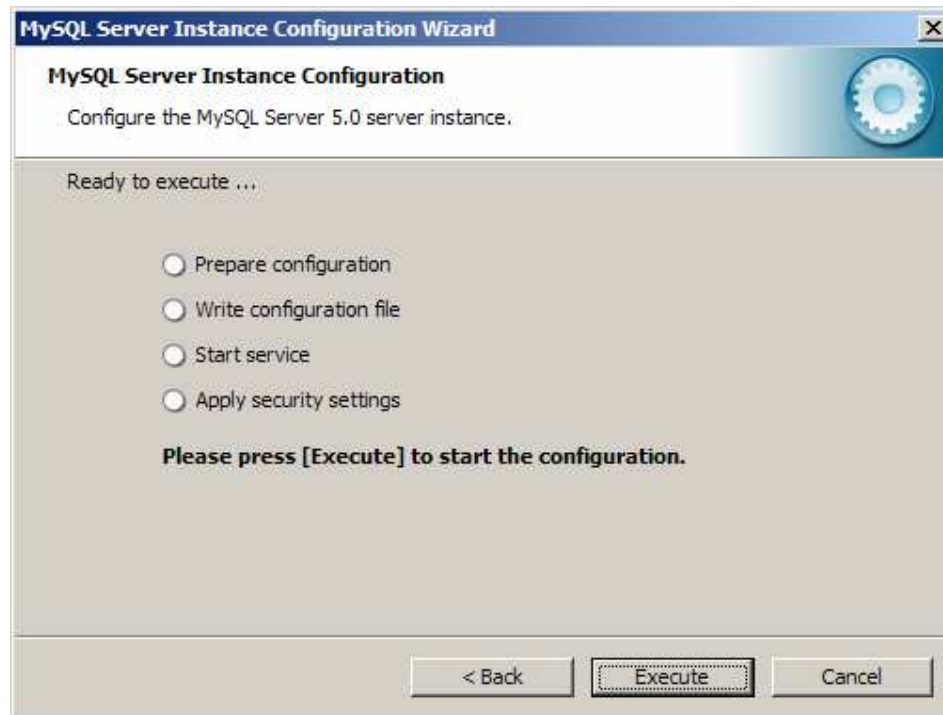 MySQL Server Instance Configuration Wizard
MySQL Server Instance Configuration
Configure the MySQL Server 5.0 server instance.
Ready to execute ...
Prepare configuration
Write configuration file
Start service
Apply security settings
Please press [Execute] to start the configuration.
< Back Execute Cancel